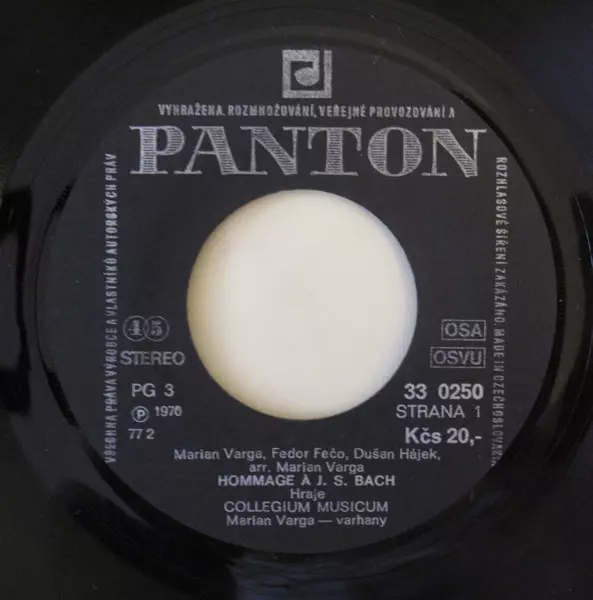 VYHRAŽENA. ROZMNOŽOVÁNÍ, VEŘEJNÉ PROVOZOVÁNÍ A
PANTON
VŠECHNA PRÁVA VÝROBCE A VLASTNÍKŮ AUTORSKÝCH PRÁV
ROZHLASOVÉ ŠÍŘENÍ ZAKÁZÁNO. MADE IN CZECHOSLOVAKIA
45
STEREO
OSA
OSVU
PG 3
33 0250
Ⓟ 1970
STRANA 1
77 2
Kčs 20,-
Marian Varga, Fedor Fečo, Dušan Hájek,
arr. Marian Varga
HOMMAGE À J. S. BACH
Hraje
COLLEGIUM MUSICUM
Marian Varga — varhany